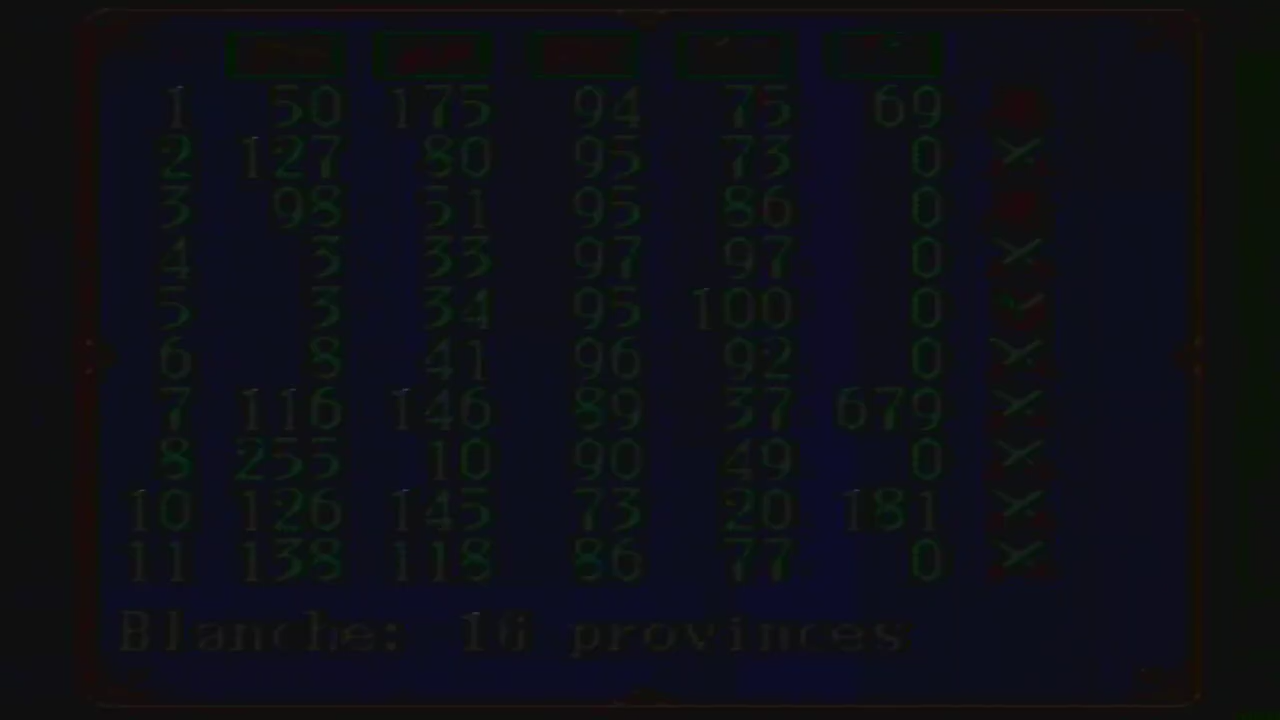 1 50 175 94 75 69
2 127 80 95 73 0 X
3 98 51 95 86 0
4 3 33 97 97 0 X
5 3 34 95 100 0
6 8 41 96 92 0 X
7 116 146 89 37 679 X
8 255 10 90 49 0 X
10 126 145 73 20 181 X
11 138 118 86 77 0 X
Blanche: 16 provinces